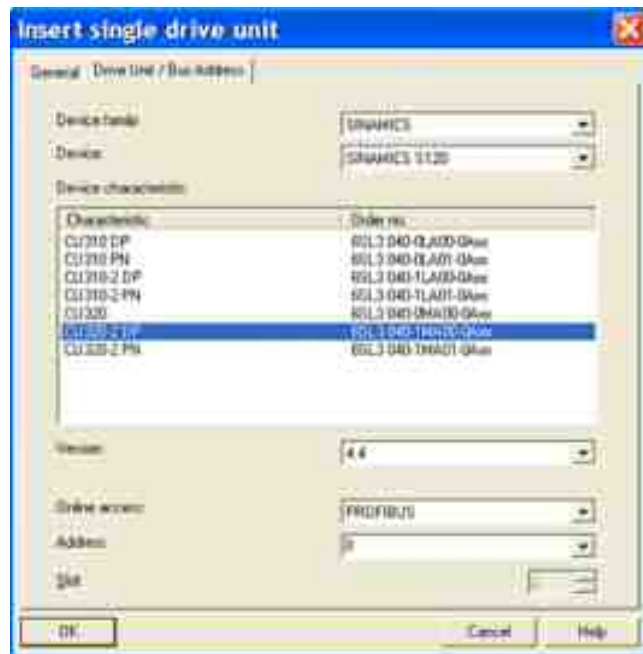 Insert single drive unit
General Drive Unit / Bus Address
Device family: SINAMICS
Device: SINAMICS S120
Device characteristic:
Characteristic Order no.
CU310 DP 6SL3 040-0LA00-0Axx
CU310 PN 6SL3 040-0LA01-0Axx
CU310-2 DP 6SL3 040-1LA00-0Axx
CU310-2 PN 6SL3 040-1LA01-0Axx
CU320 6SL3 040-0MA00-0Axx
CU320-2 DP 6SL3 040-1MA00-0Axx
CU320-2 PN 6SL3 040-1MA01-0Axx
Version: 4.4
Online access: PROFIBUS
Address:
Slot
OK Cancel Help